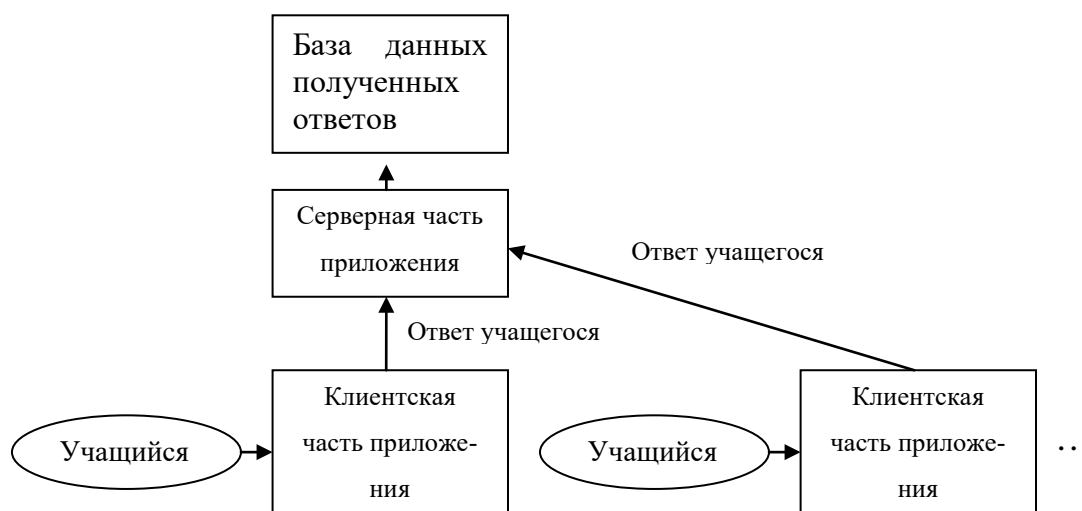 База данных
полученных
ответов
Серверная часть
приложения
Ответ учащегося
Ответ учащегося
Клиентская
часть приложе-
ния
Учащийся
Клиентская
часть приложе-
ния
Учащийся
..